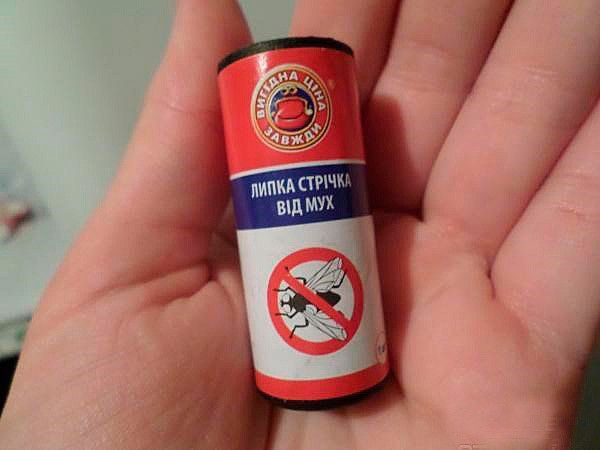 ВИГІДНА ЦІНА
ЗАВЖДИ
®
ЛИПКА СТРІЧКА
ВІД МУХ